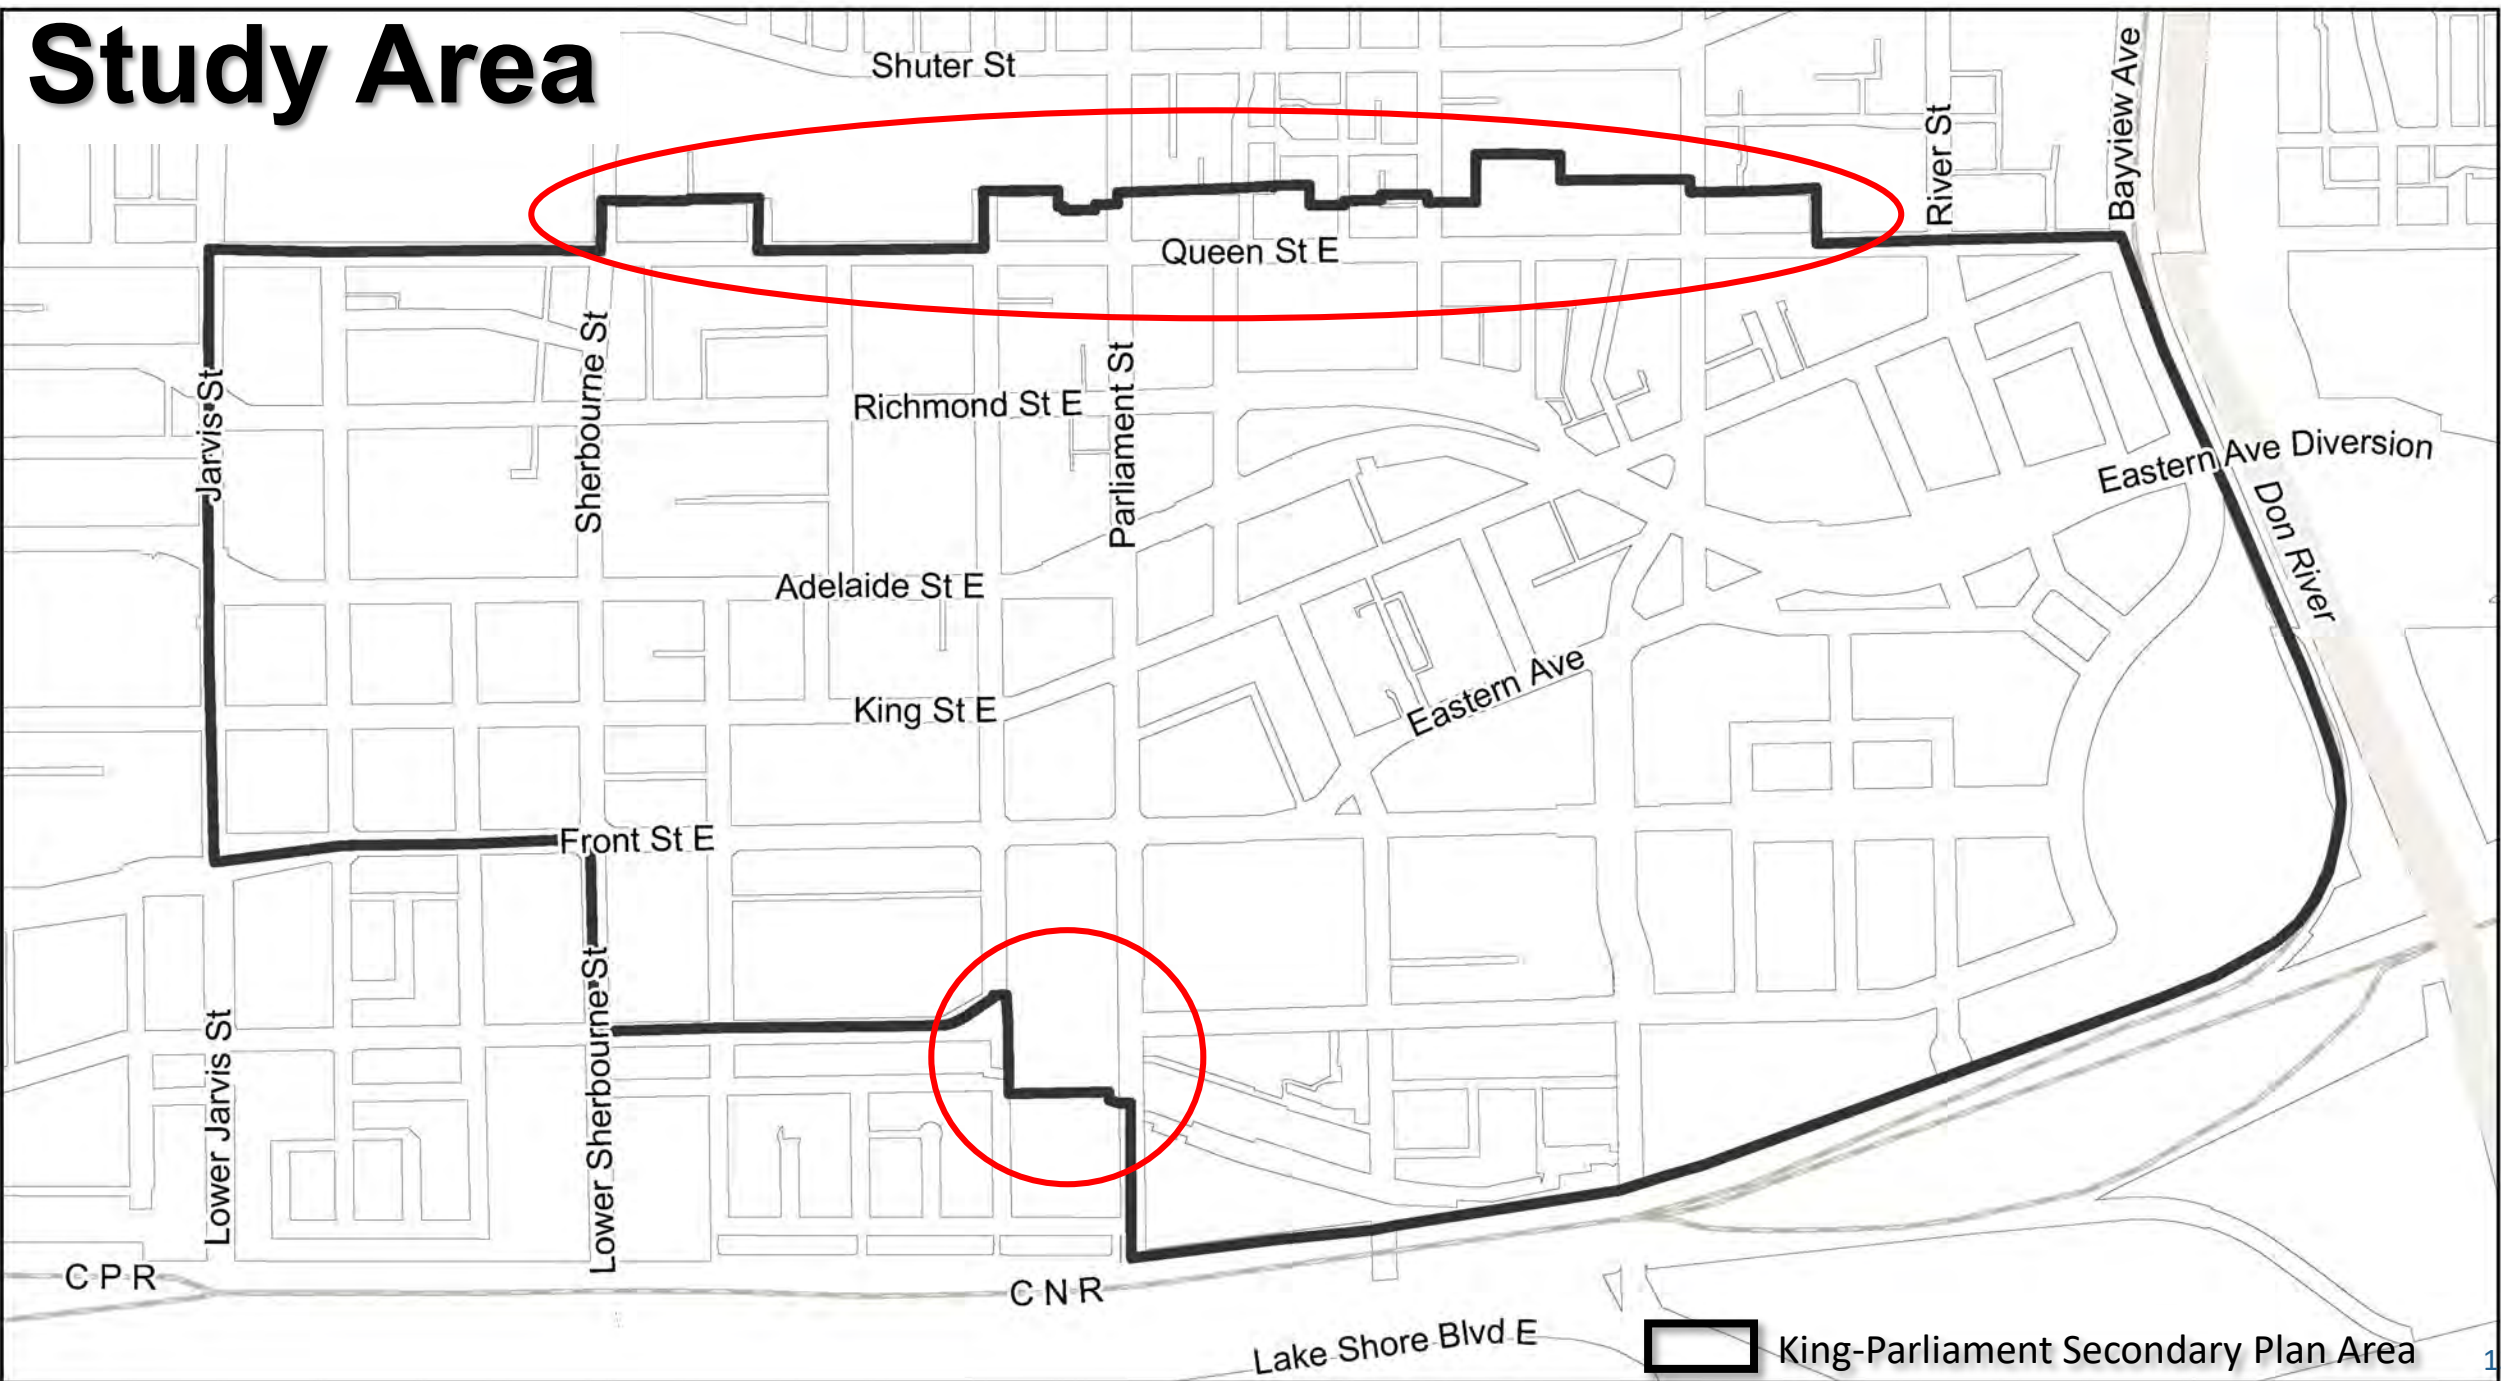 Study Area
Shuter St
Bayview Ave
River St
Queen St E
Sherbourne St
Jarvis St
Parliament St
Richmond St E
Eastern Ave Diversion
Don River
Adelaide St E
Eastern Ave
King St E
Front St E
Lower Jarvis St
Lower Sherbourne St
C P R
C N R
Lake Shore Blvd E
King-Parliament Secondary Plan Area
1